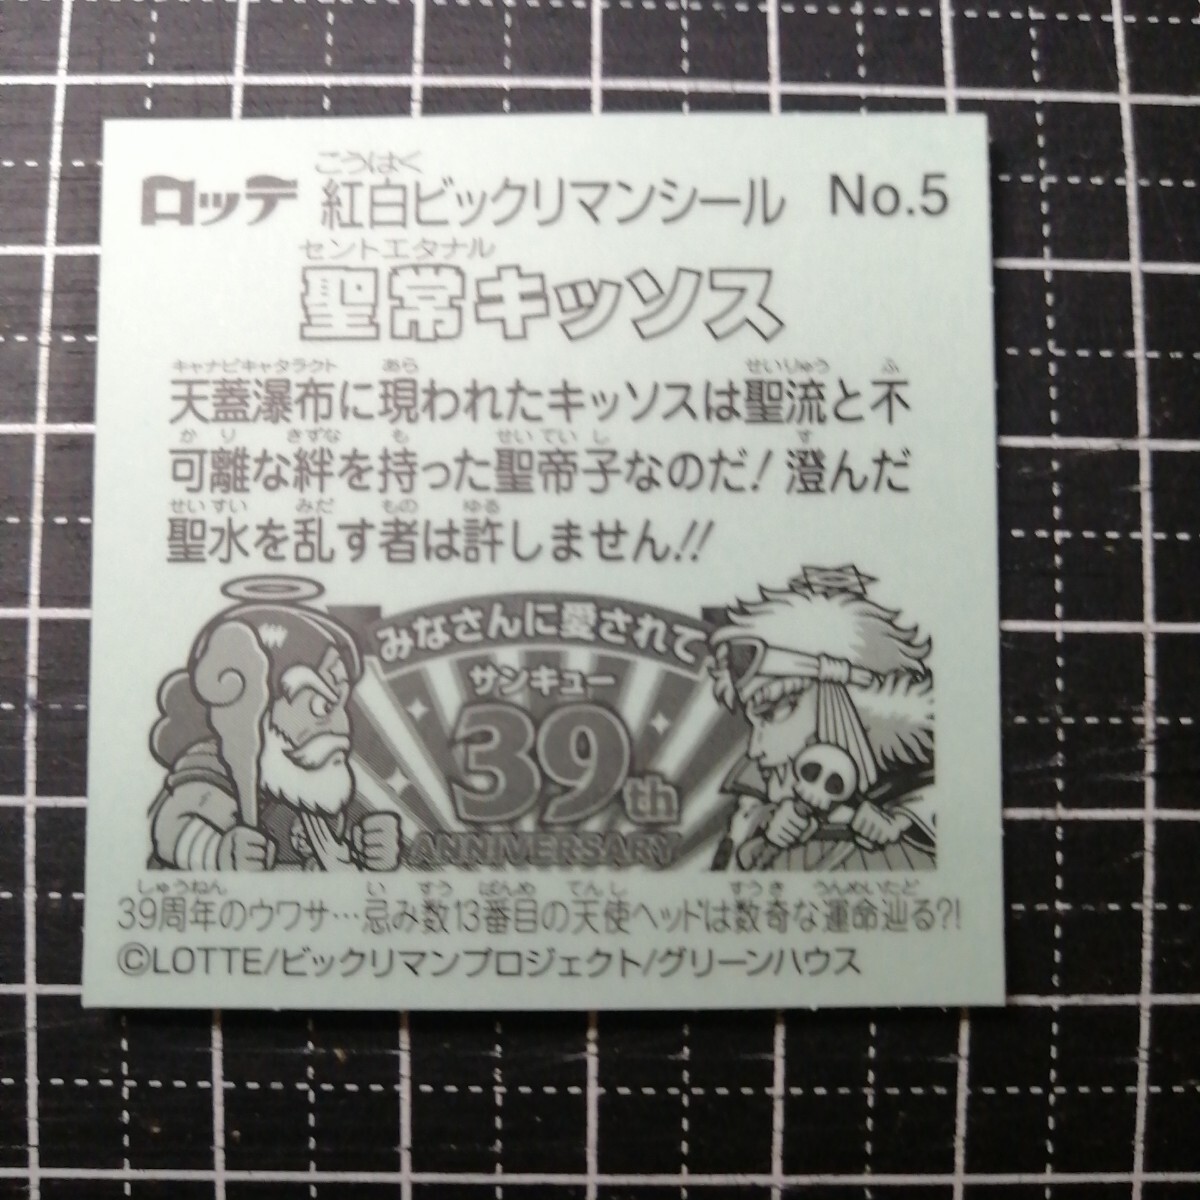 こうはく
ロッテ 紅白ビックリマンシール No.5
セントエタナル
聖常キッソス
キャナピキャタラクト あら せいりゅう ふ
天蓋瀑布に現われたキッソスは聖流と不
かり きずな も せいていし す
可離な絆を持った聖帝子なのだ!澄んだ
せいすい みだ もの ゆる
聖水を乱す者は許しません!!
みなさんに愛されて
サンキュー
39th
ANNIVERSARY
しゅうねん い すう ばんめ てんし すうき うんめいたど
39周年のウワサ…忌み数13番目の天使ヘッドは数奇な運命辿る?!
©LOTTE/ビックリマンプロジェクト/グリーンハウス